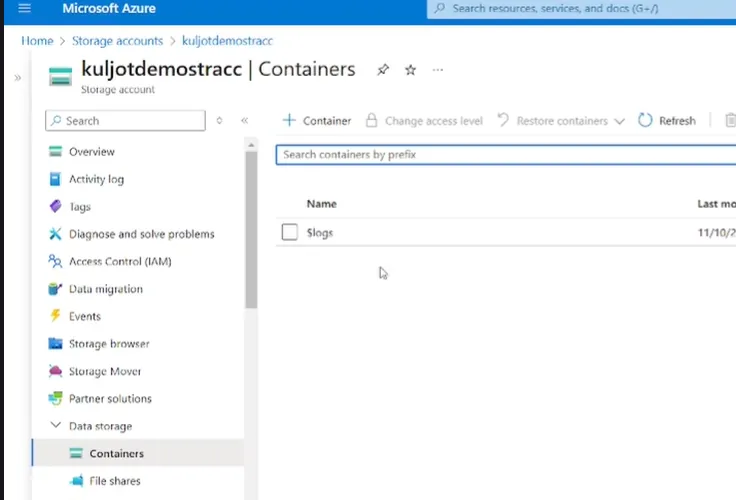 Microsoft Azure
Search resources, services, and docs (G+/)
Home > Storage accounts > kuljotdemostracc
kuljotdemostracc | Containers
Storage account
Search
Container
Change access level
Restore containers
Refresh
Search containers by prefix
Overview
Activity log
Tags
Diagnose and solve problems
Access Control (IAM)
Data migration
Events
Storage browser
Storage Mover
Partner solutions
Data storage
Containers
File shares
Name
Last mo
$logs
11/10/2